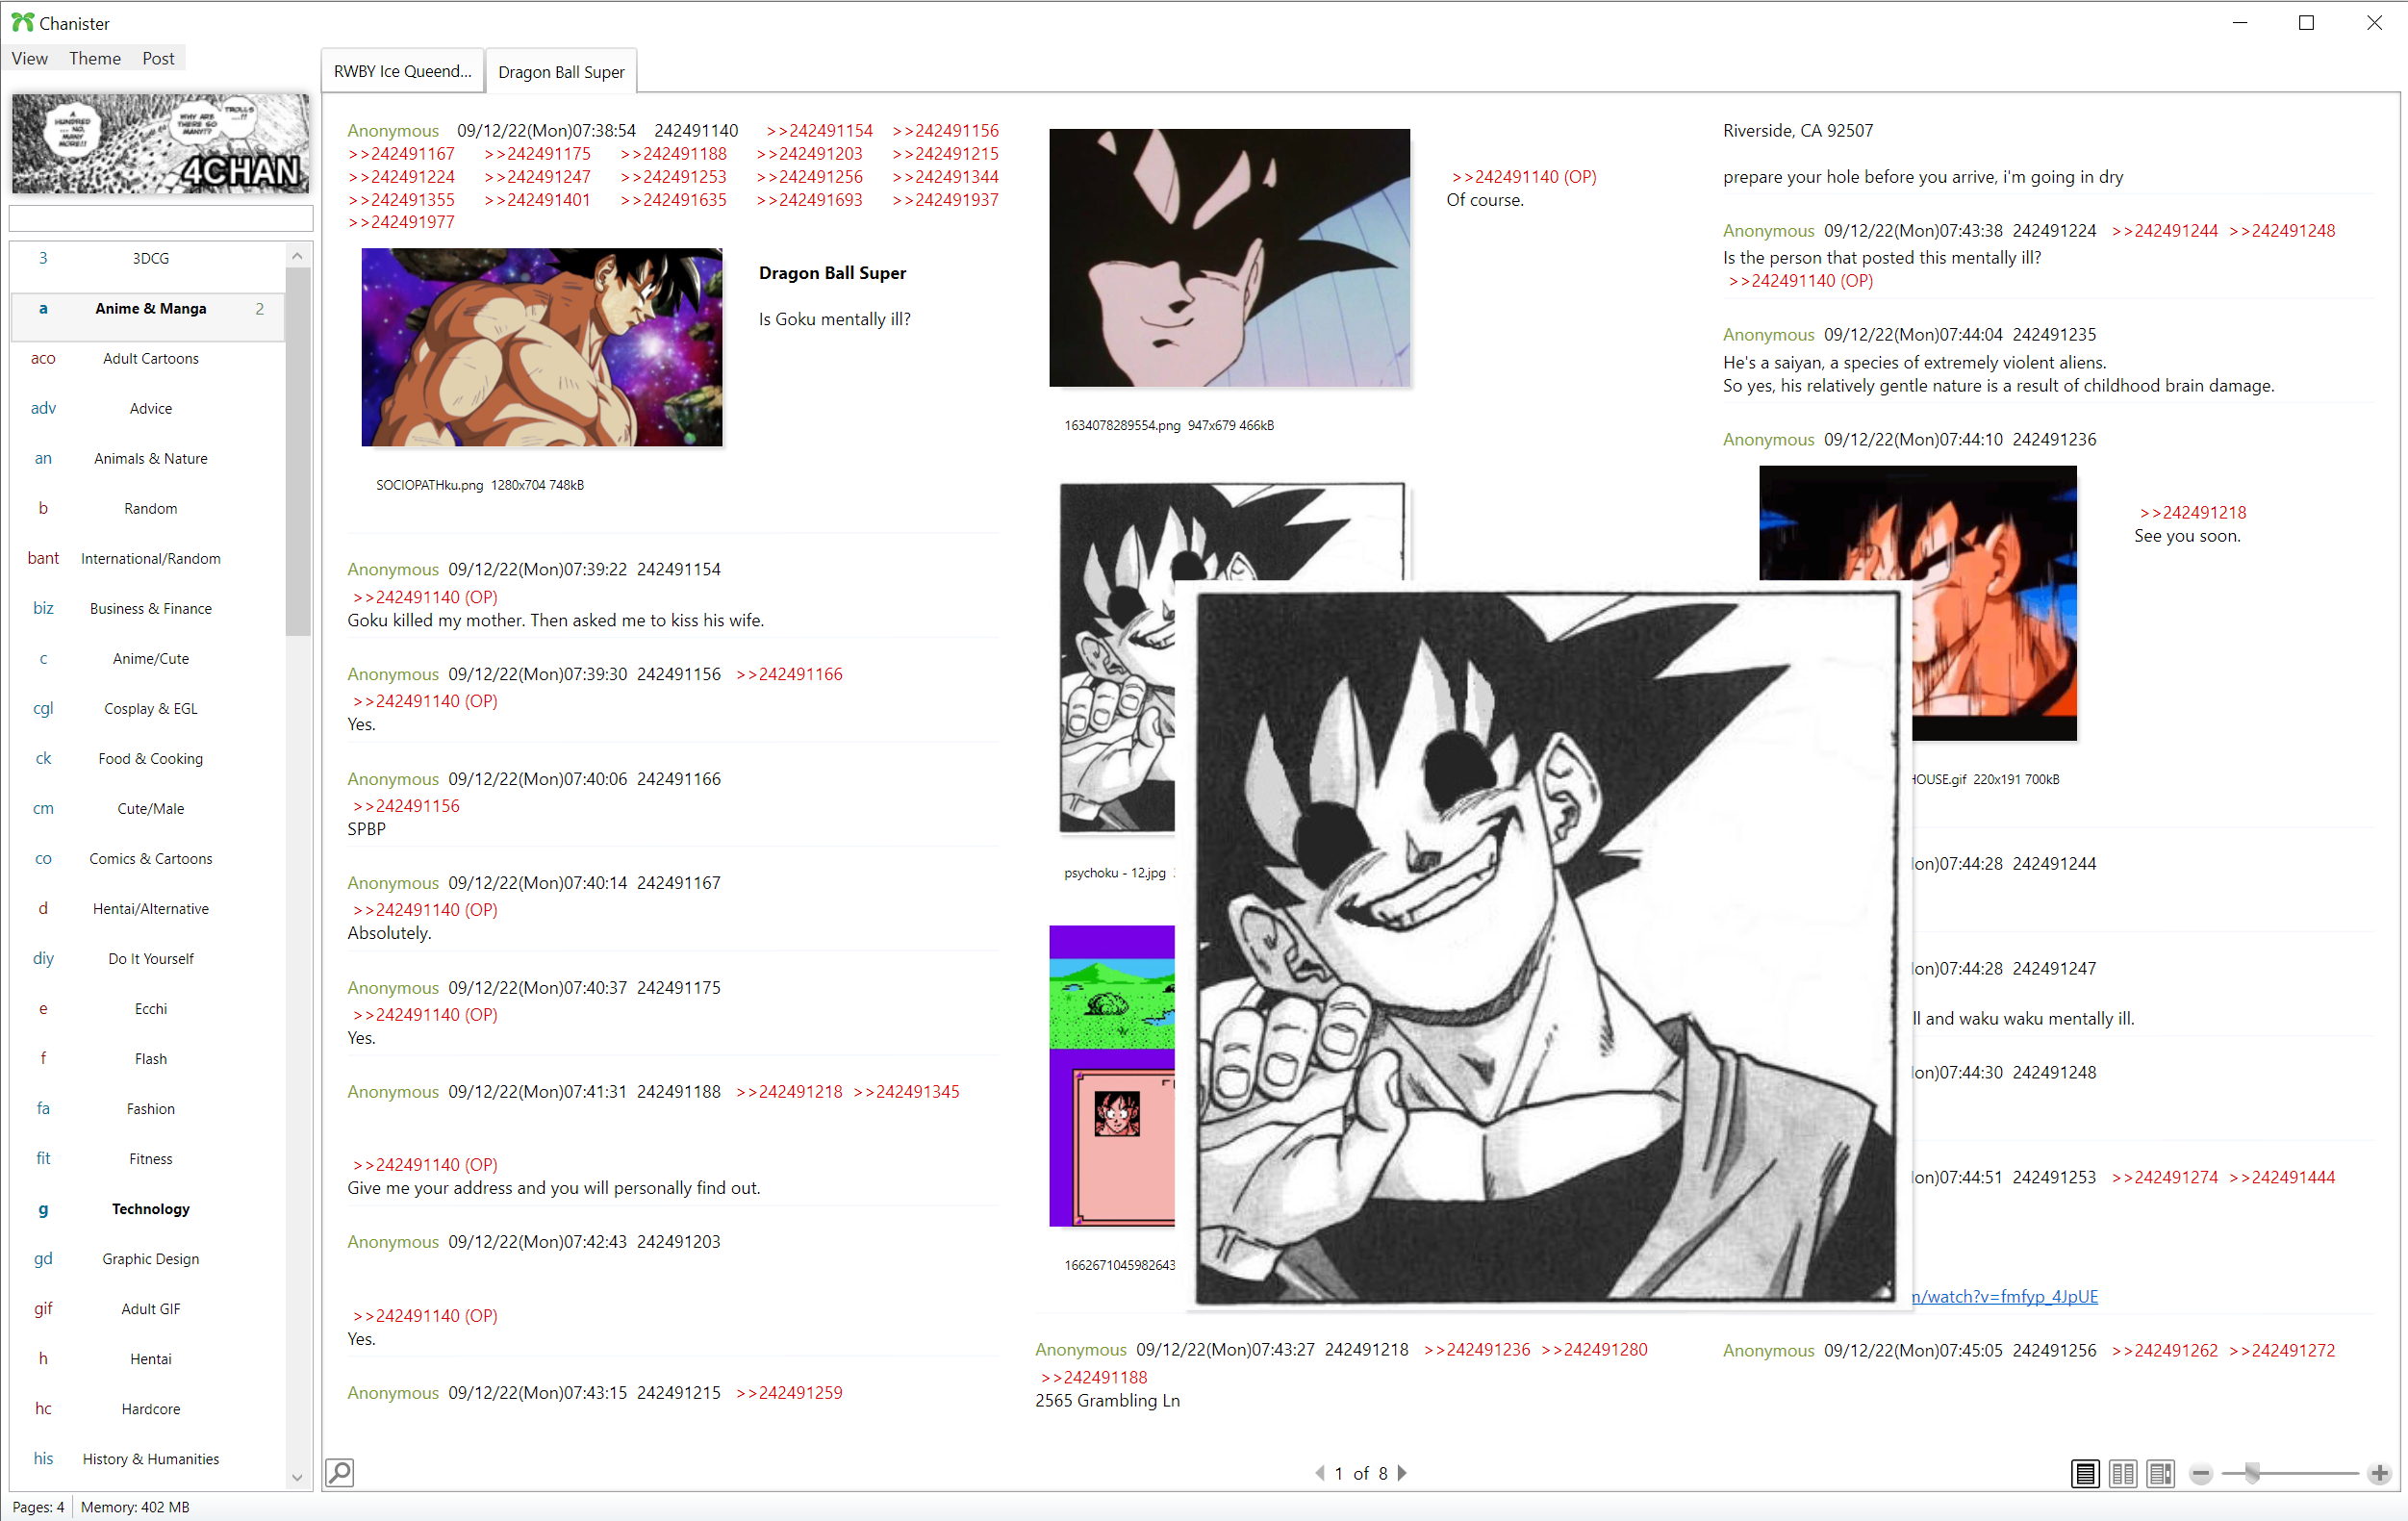 Chanister
View Theme Post
A HUNDRED... NO, MANY MORE!!
WHY ARE THERE SO MANY!?
TROLLS...!!
4CHAN
3 3DCG
a Anime & Manga 2
aco Adult Cartoons
adv Advice
an Animals & Nature
b Random
bant International/Random
biz Business & Finance
c Anime/Cute
cgl Cosplay & EGL
ck Food & Cooking
cm Cute/Male
co Comics & Cartoons
d Hentai/Alternative
diy Do It Yourself
e Ecchi
f Flash
fa Fashion
fit Fitness
g Technology
gd Graphic Design
gif Adult GIF
h Hentai
hc Hardcore
his History & Humanities
Pages: 4 Memory: 402 MB
RWBY Ice Queend... Dragon Ball Super
Anonymous 09/12/22(Mon)07:38:54 242491140 >>242491154 >>242491156
>>242491167 >>242491175 >>242491188 >>242491203 >>242491215
>>242491224 >>242491247 >>242491253 >>242491256 >>242491344
>>242491355 >>242491401 >>242491635 >>242491693 >>242491937
>>242491977
Dragon Ball Super
Is Goku mentally ill?
SOCIOPATHku.png 1280x704 748kB
Anonymous 09/12/22(Mon)07:39:22 242491154
>>242491140 (OP)
Goku killed my mother. Then asked me to kiss his wife.
Anonymous 09/12/22(Mon)07:39:30 242491156 >>242491166
>>242491140 (OP)
Yes.
Anonymous 09/12/22(Mon)07:40:06 242491166
>>242491156
SPBP
Anonymous 09/12/22(Mon)07:40:14 242491167
>>242491140 (OP)
Absolutely.
Anonymous 09/12/22(Mon)07:40:37 242491175
>>242491140 (OP)
Yes.
Anonymous 09/12/22(Mon)07:41:31 242491188 >>242491218 >>242491345
>>242491140 (OP)
Give me your address and you will personally find out.
Anonymous 09/12/22(Mon)07:42:43 242491203
>>242491140 (OP)
Yes.
Anonymous 09/12/22(Mon)07:43:15 242491215 >>242491259
>>242491140 (OP)
Of course.
1634078289554.png 947x679 466kB
psychoku - 12.jpg
1662671045982643
Anonymous 09/12/22(Mon)07:43:27 242491218 >>242491236 >>242491280
>>242491188
2565 Grambling Ln
Riverside, CA 92507
prepare your hole before you arrive, i'm going in dry
Anonymous 09/12/22(Mon)07:43:38 242491224 >>242491244 >>242491248
Is the person that posted this mentally ill?
>>242491140 (OP)
Anonymous 09/12/22(Mon)07:44:04 242491235
He's a saiyan, a species of extremely violent aliens.
So yes, his relatively gentle nature is a result of childhood brain damage.
Anonymous 09/12/22(Mon)07:44:10 242491236
>>242491218
See you soon.
HOUSE.gif 220x191 700kB
on)07:44:28 242491244
on)07:44:28 242491247
ll and waku waku mentally ill.
on)07:44:30 242491248
on)07:44:51 242491253 >>242491274 >>242491444
m/watch?v=fmfyp_4JpUE
Anonymous 09/12/22(Mon)07:45:05 242491256 >>242491262 >>242491272
1 of 8